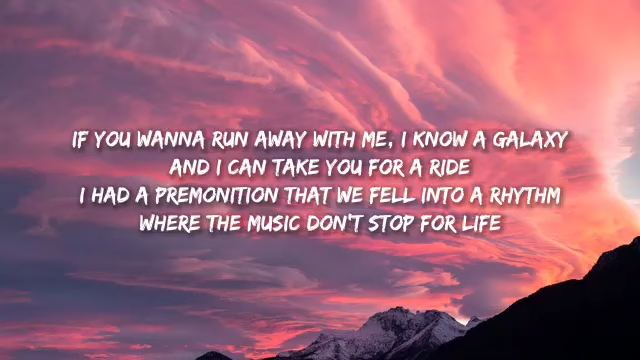 IF YOU WANNA RUN AWAY WITH ME, I KNOW A GALAXY
AND I CAN TAKE YOU FOR A RIDE
I HAD A PREMONITION THAT WE FELL INTO A RHYTHM
WHERE THE MUSIC DON'T STOP FOR LIFE